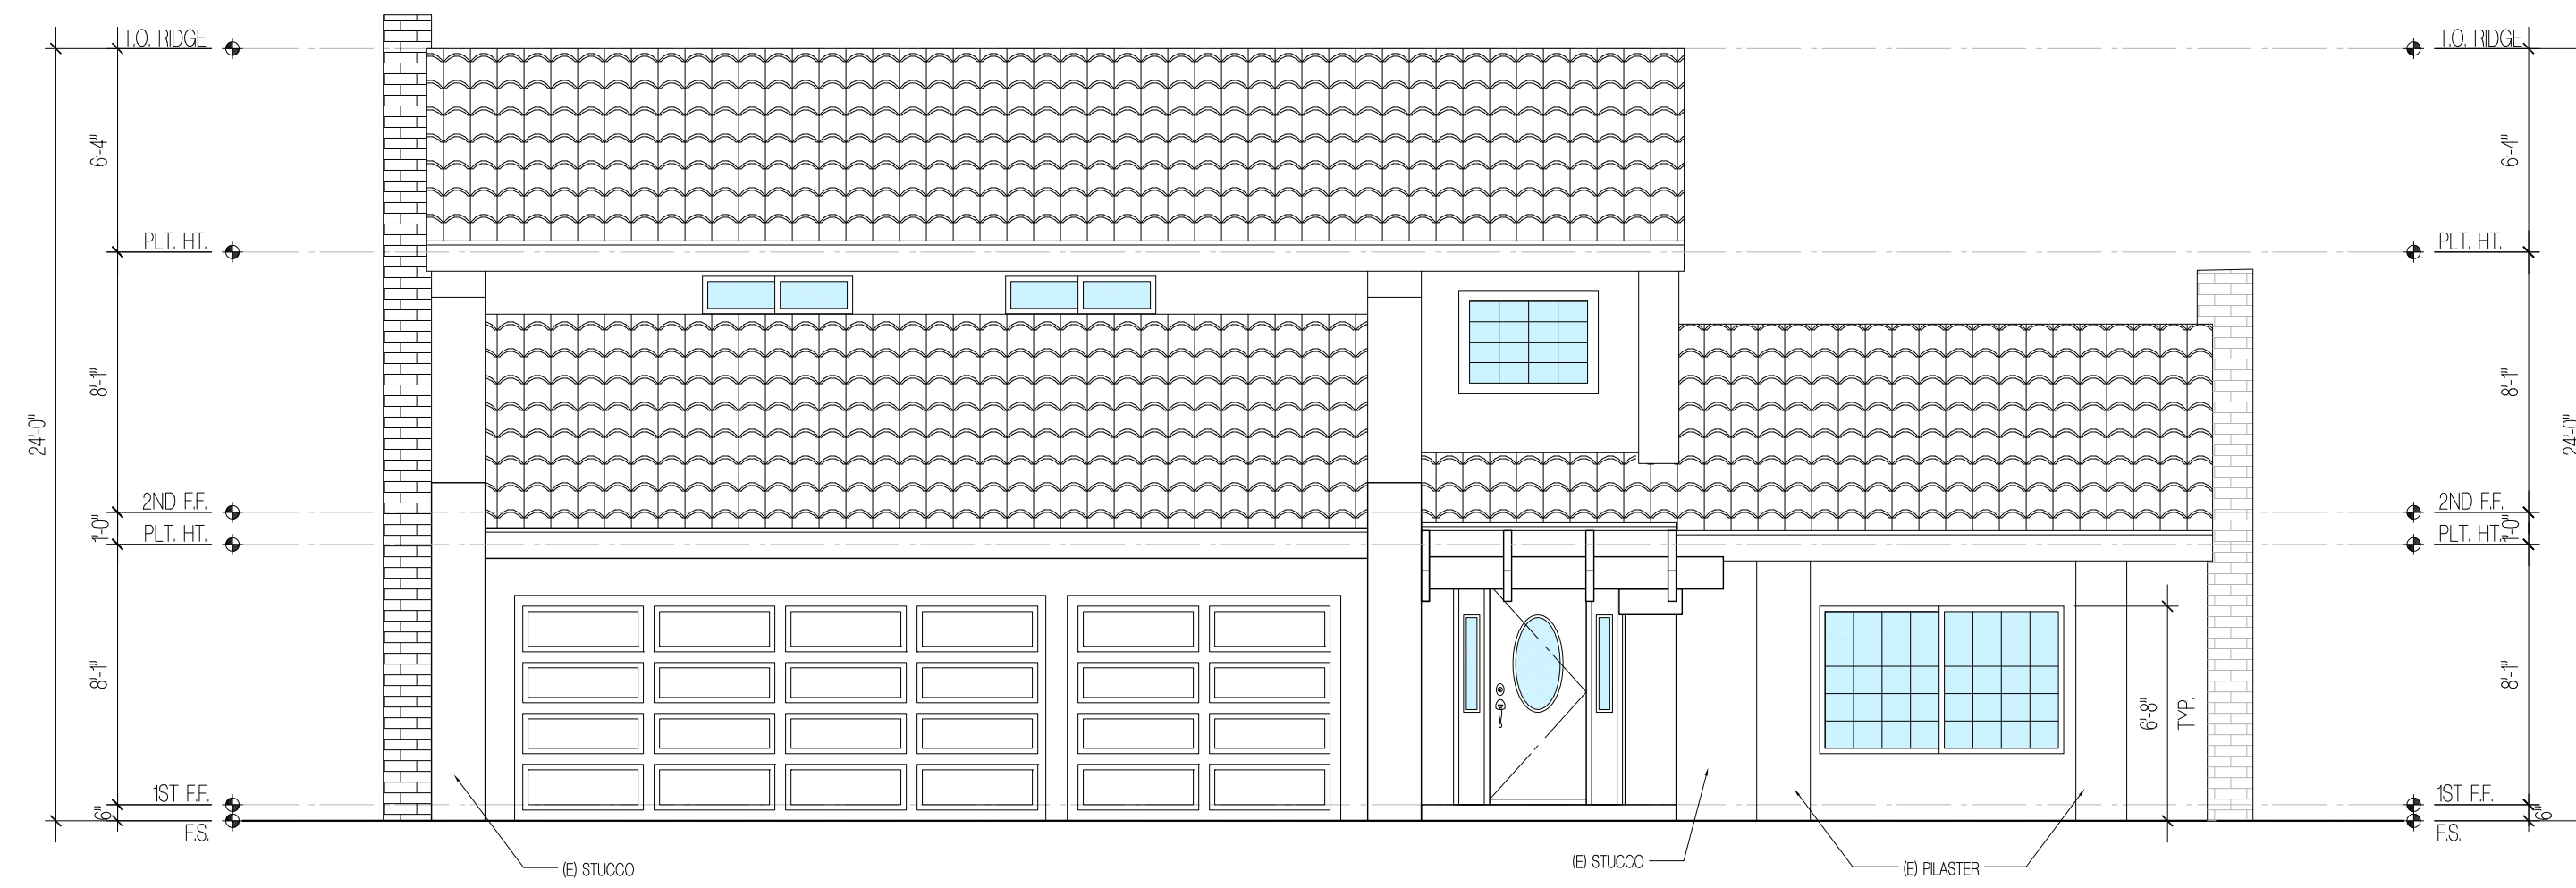 T.O. RIDGE
T.O. RIDGE
6'-4"
6'-4"
PLT. HT.
PLT. HT.
8'-1"
8'-1"
24'-0"
24'-0"
2ND F.F.
2ND F.F.
1'-0"
1'-0"
PLT. HT.
PLT. HT.
8'-1"
8'-1"
6'-8"
TYP.
1ST F.F.
1ST F.F.
6"
6"
F.S.
F.S.
(E) STUCCO
(E) STUCCO
(E) PILASTER